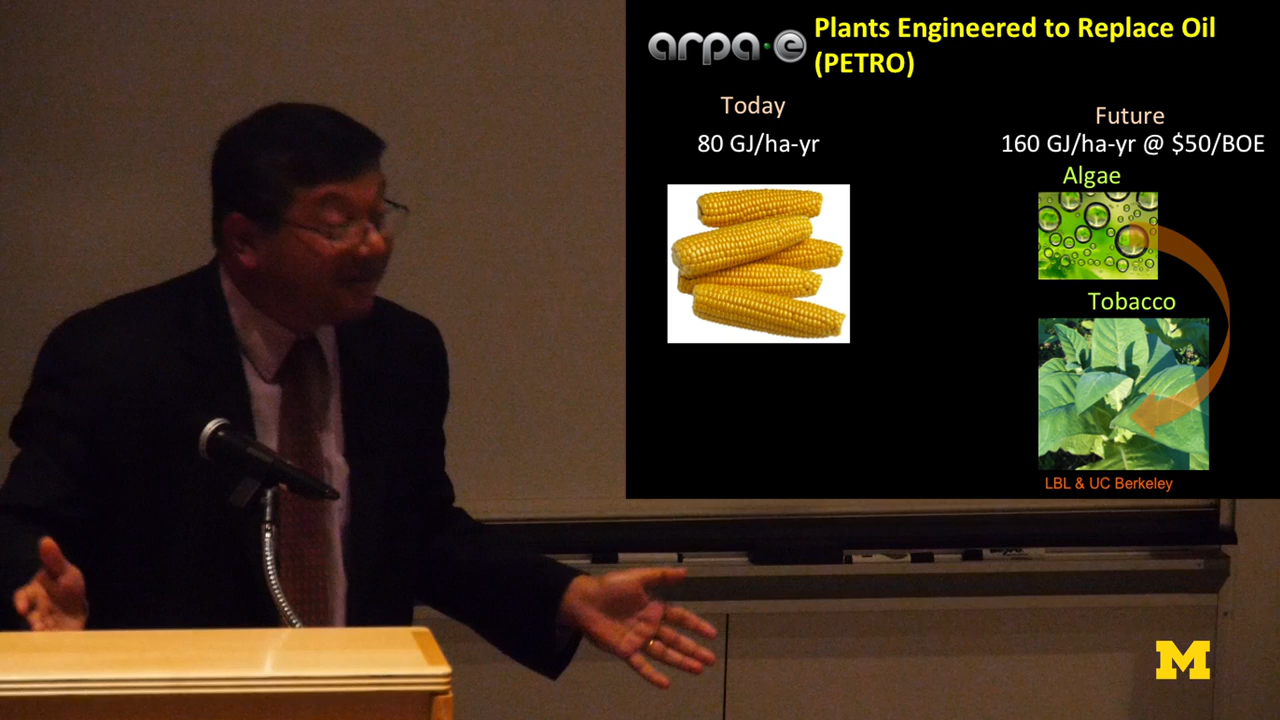 arpa·e
Plants Engineered to Replace Oil
(PETRO)
Today
80 GJ/ha-yr
Future
160 GJ/ha-yr @ $50/BOE
Algae
Tobacco
LBL & UC Berkeley
M